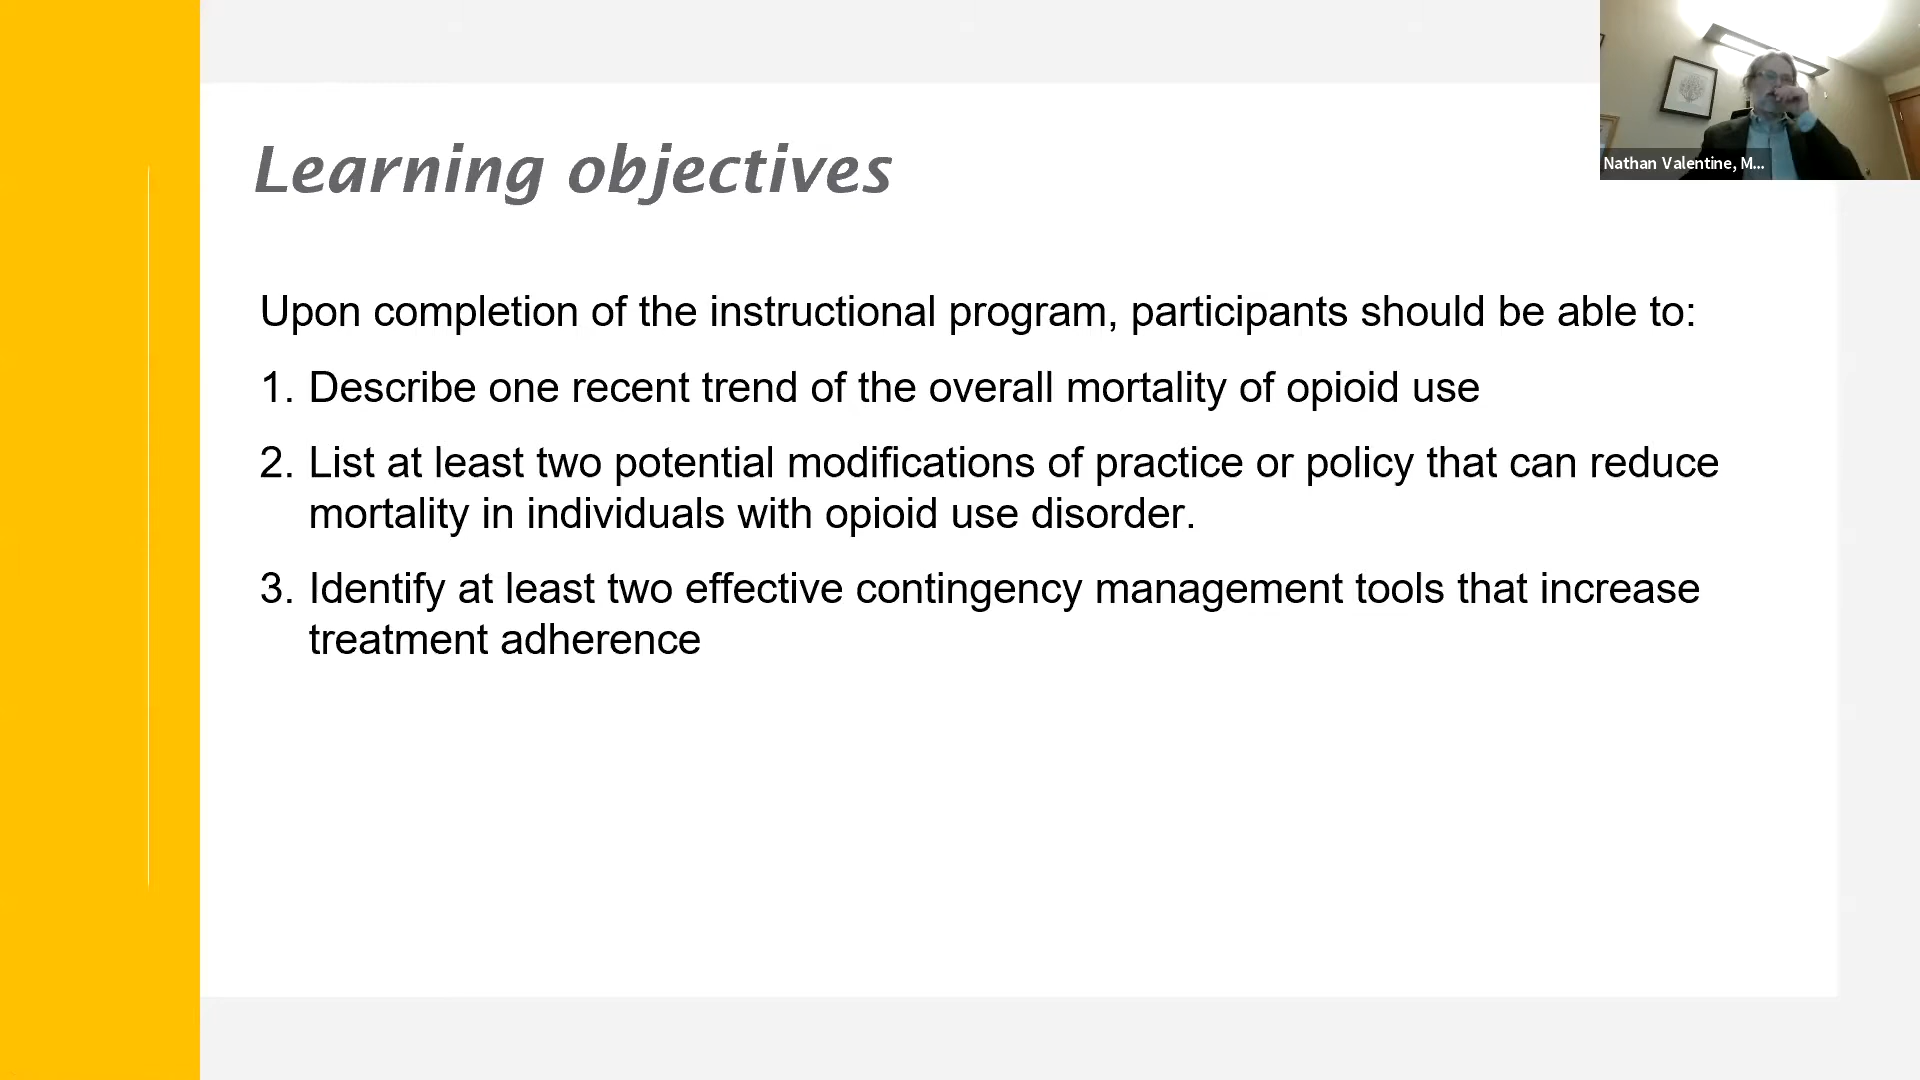 Learning objectives
Upon completion of the instructional program, participants should be able to:
1. Describe one recent trend of the overall mortality of opioid use
2. List at least two potential modifications of practice or policy that can reduce
mortality in individuals with opioid use disorder.
3. Identify at least two effective contingency management tools that increase
treatment adherence
Nathan Valentine, M...